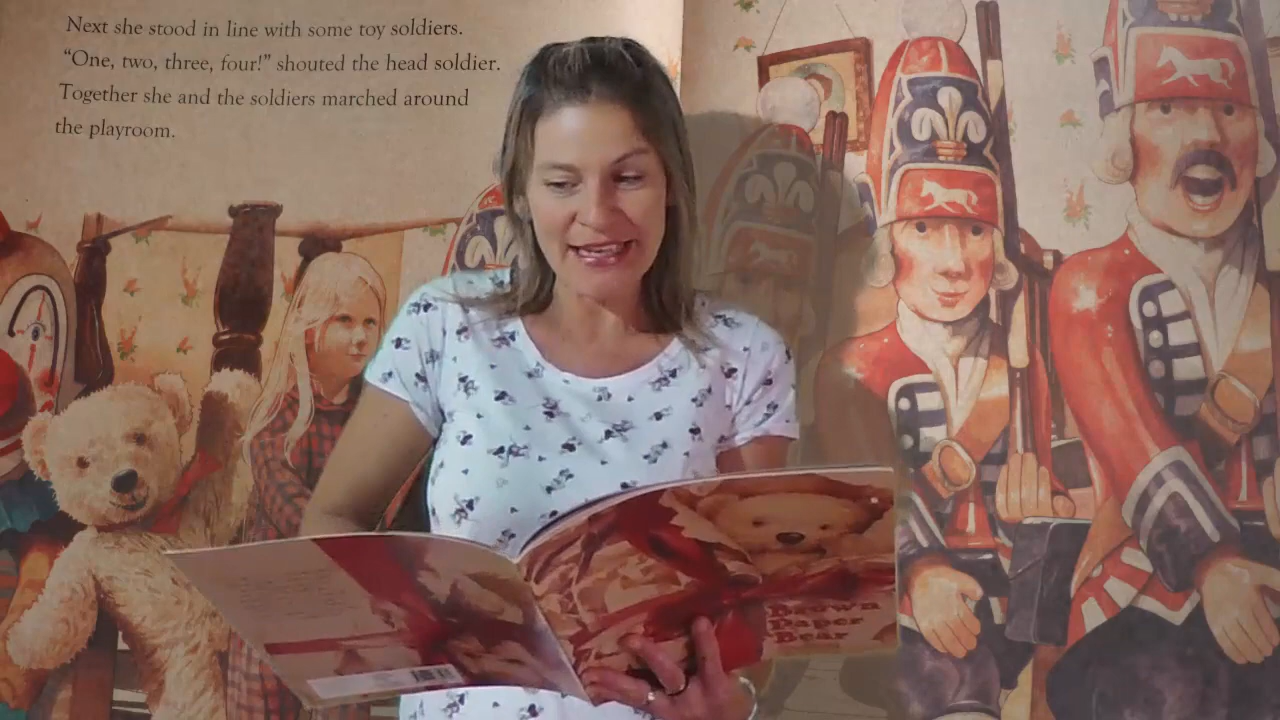 Next she stood in line with some toy soldiers.
“One, two, three, four!” shouted the head soldier.
Together she and the soldiers marched around
the playroom.
Brown
Paper
Bear